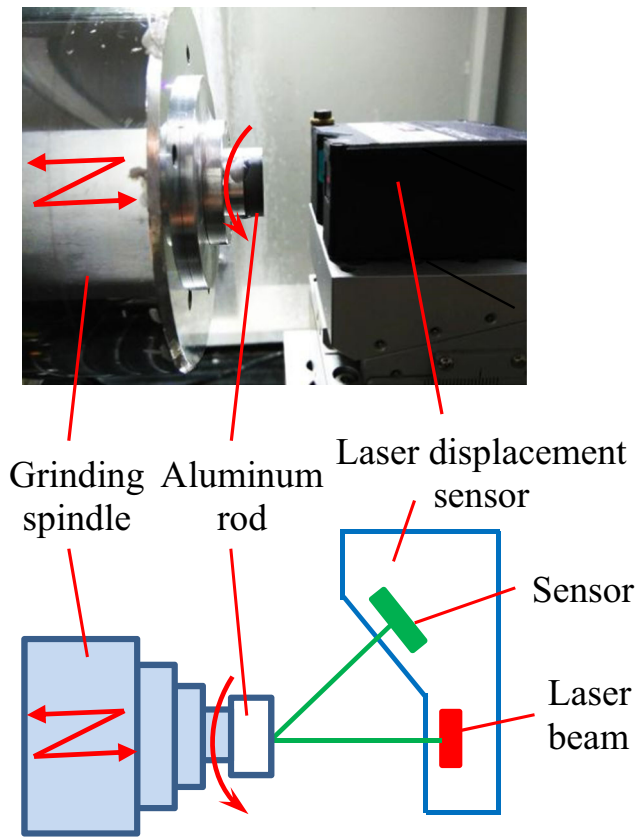 Grinding
spindle
Aluminum
rod
Laser displacement
sensor
Sensor
Laser
beam